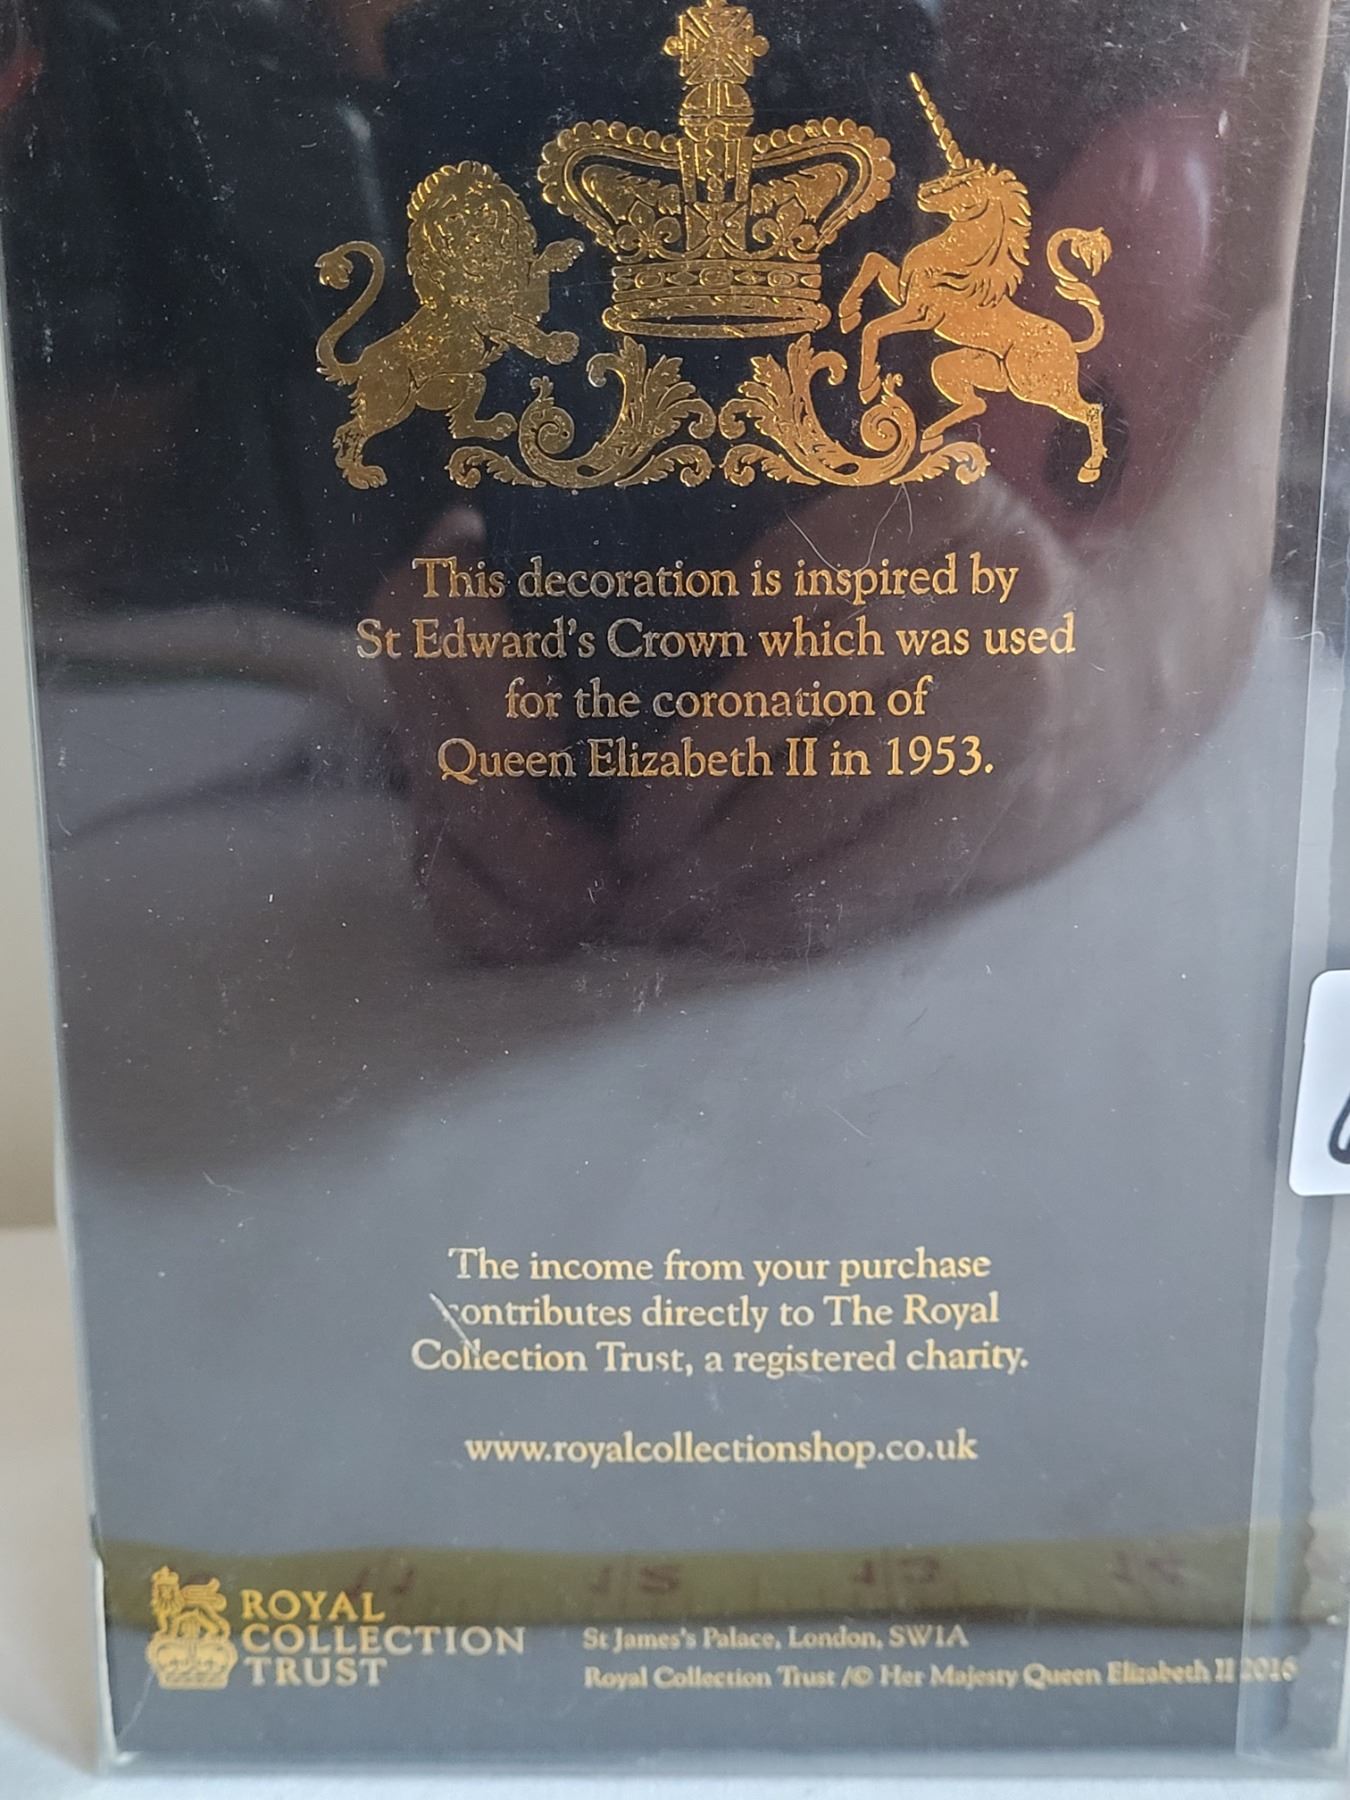 This decoration is inspired by
St Edward's Crown which was used
for the coronation of
Queen Elizabeth II in 1953.
The income from your purchase
contributes directly to The Royal
Collection Trust, a registered charity.
www.royalcollectionshop.co.uk
ROYAL
COLLECTION
TRUST
St James's Palace, London, SW1A
Royal Collection Trust /© Her Majesty Queen Elizabeth II 2016